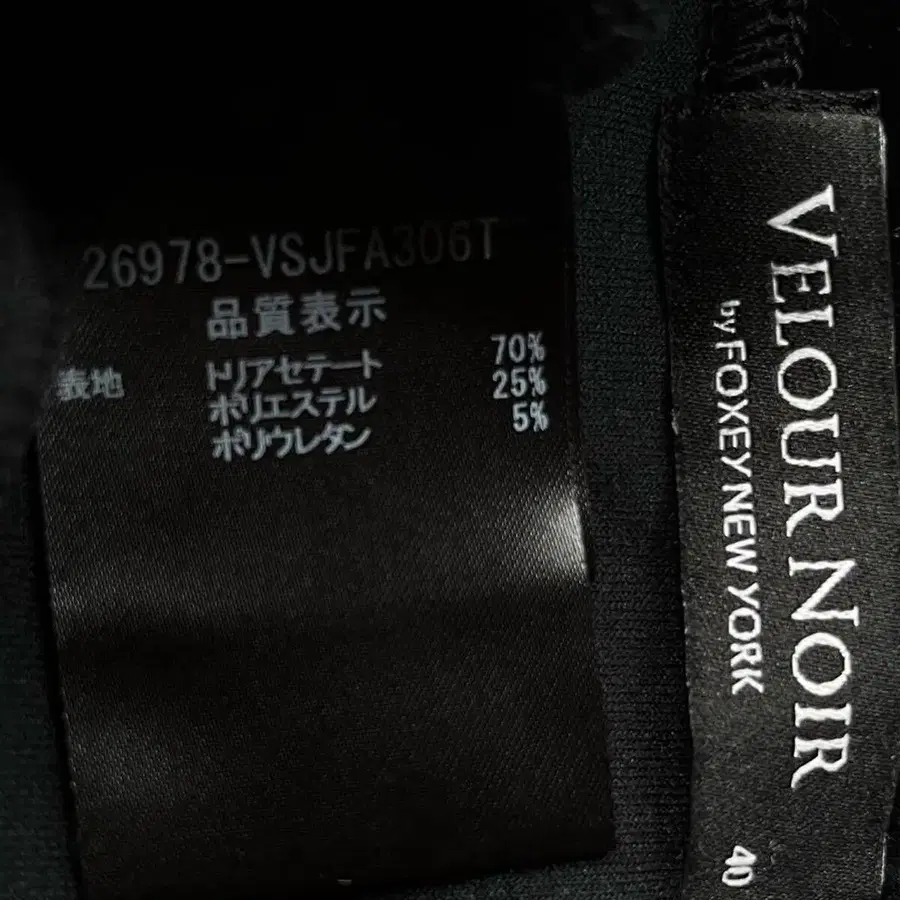 26978-VSJFA306T
品質表示
表地 トリアセテート 70%
ポリエステル 25%
ポリウレタン 5%
VELOUR NOIR
by FOXEY NEW YORK
40